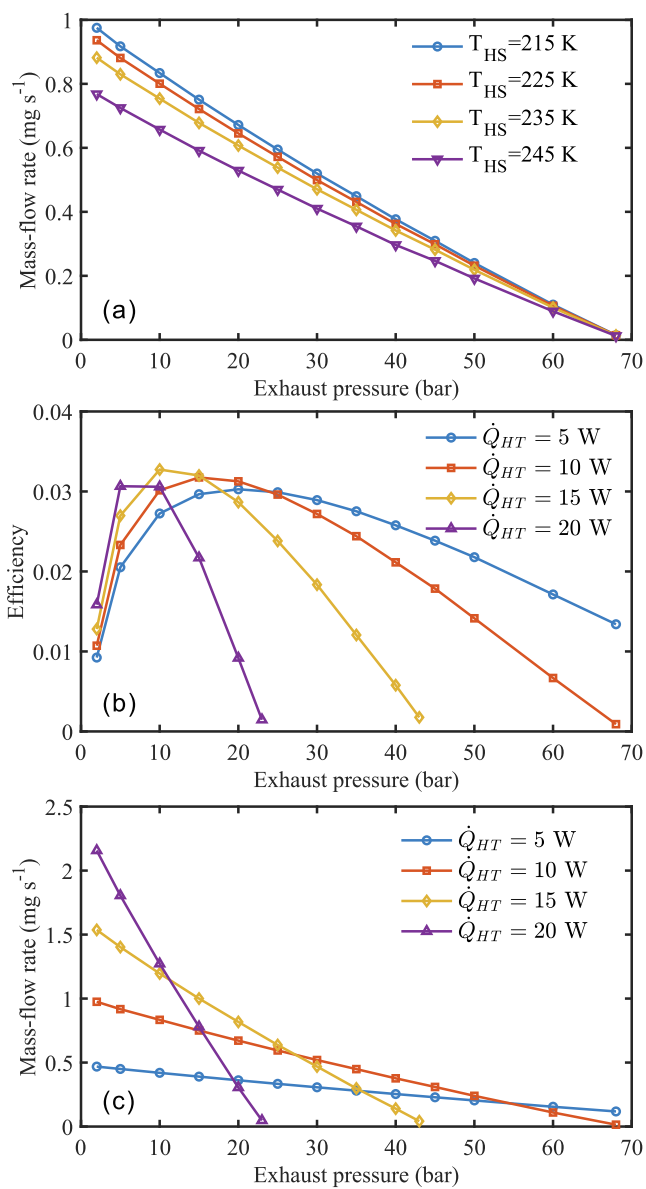 Mass-flow rate (mg s⁻¹)
1
0.8
0.6
0.4
0.2
0
T_HS=215 K
T_HS=225 K
T_HS=235 K
T_HS=245 K
(a)
0 10 20 30 40 50 60 70
Exhaust pressure (bar)
Efficiency
0.04
0.03
0.02
0.01
0
Q̇_HT = 5 W
Q̇_HT = 10 W
Q̇_HT = 15 W
Q̇_HT = 20 W
(b)
0 10 20 30 40 50 60 70
Exhaust pressure (bar)
Mass-flow rate (mg s⁻¹)
2.5
2
1.5
1
0.5
0
Q̇_HT = 5 W
Q̇_HT = 10 W
Q̇_HT = 15 W
Q̇_HT = 20 W
(c)
0 10 20 30 40 50 60 70
Exhaust pressure (bar)